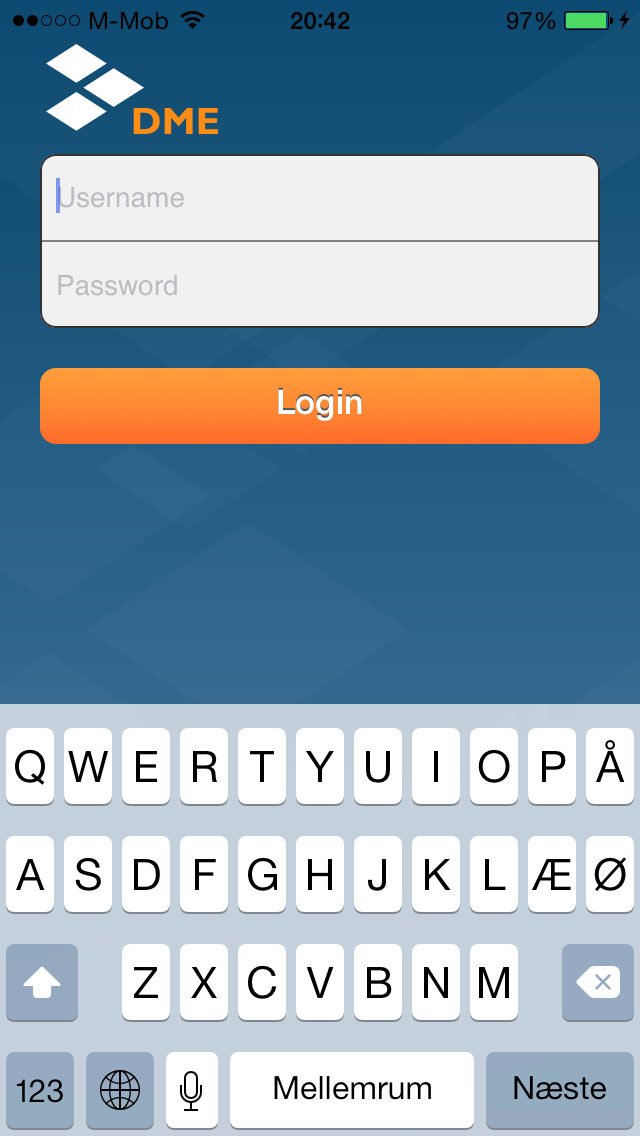 M-Mob 20:42 97%
DME
Username
Password
Login
Q W E R T Y U I O P Å
A S D F G H J K L Æ Ø
Z X C V B N M
123 Mellemrum Næste